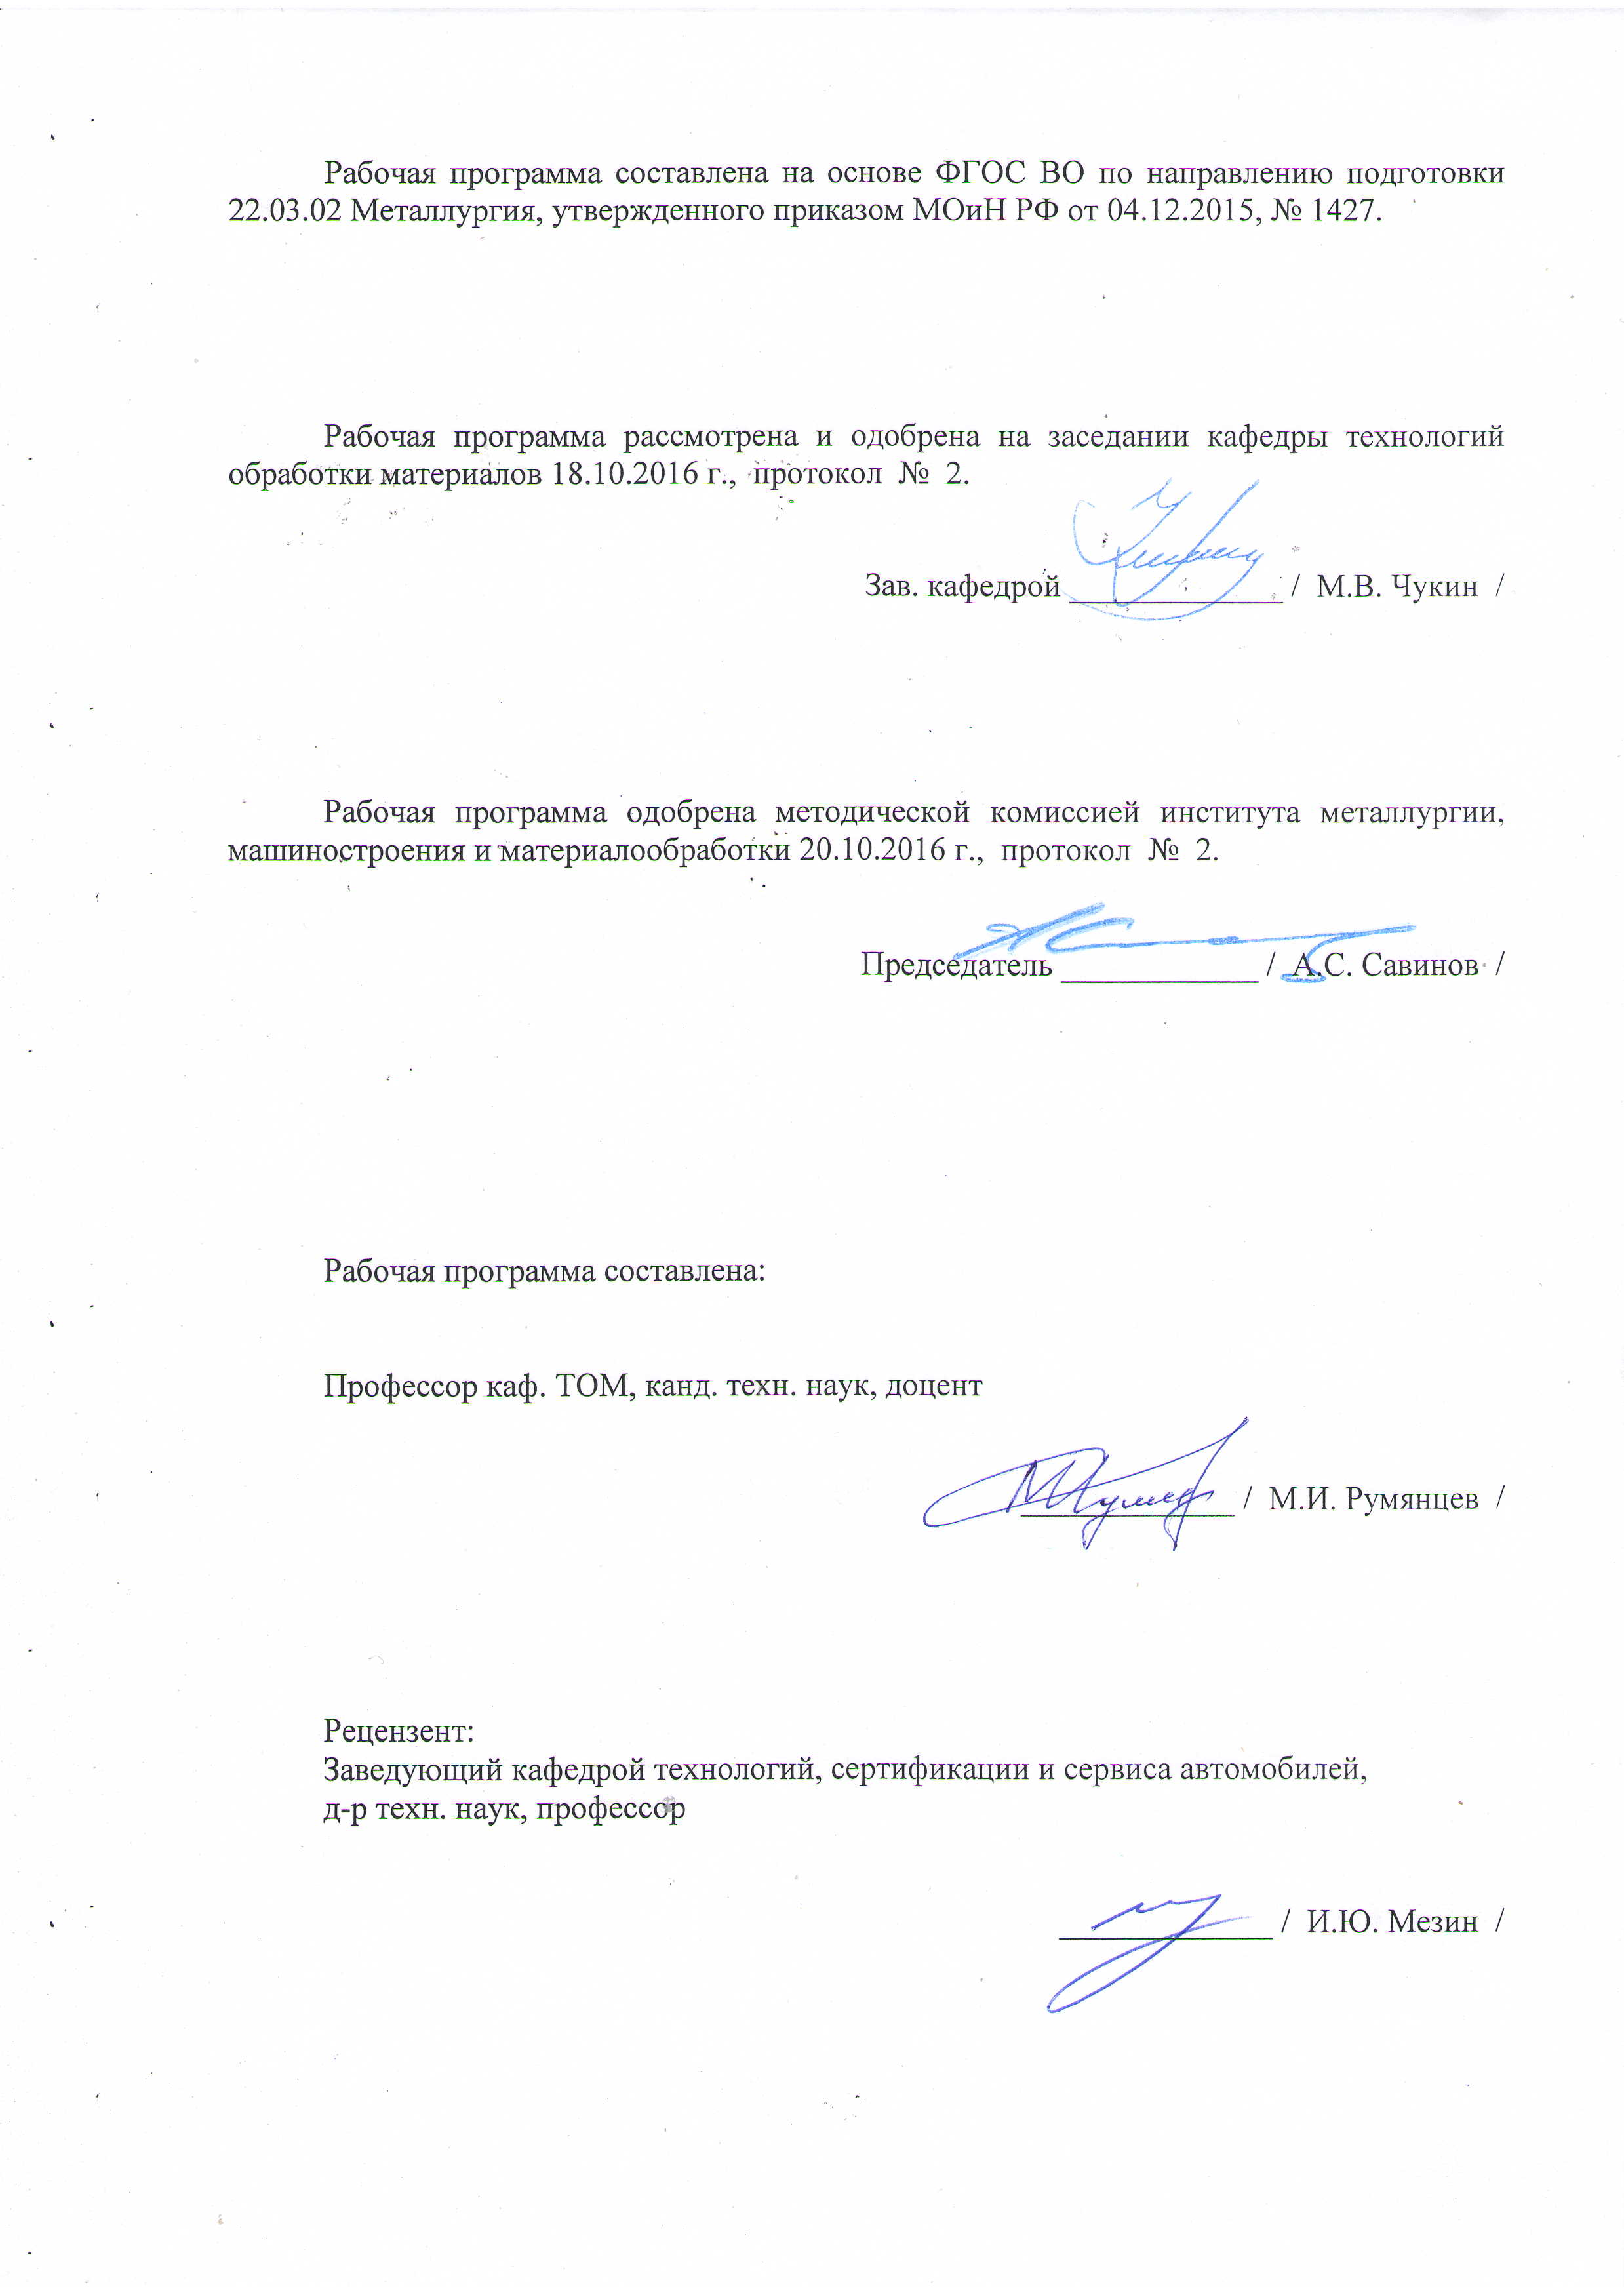 Рабочая программа составлена на основе ФГОС ВО по направлению подготовки
22.03.02 Металлургия, утвержденного приказом МОиН РФ от 04.12.2015, № 1427.
Рабочая программа рассмотрена и одобрена на заседании кафедры технологий
обработки материалов 18.10.2016 г., протокол № 2.
Зав. кафедрой _____________ / М.В. Чукин /
Рабочая программа одобрена методической комиссией института металлургии,
машиностроения и материалообработки 20.10.2016 г., протокол № 2.
Председатель ____________ / А.С. Савинов /
Рабочая программа составлена:
Профессор каф. ТОМ, канд. техн. наук, доцент
_____________ / М.И. Румянцев /
Рецензент:
Заведующий кафедрой технологий, сертификации и сервиса автомобилей,
д-р техн. наук, профессор
_____________ / И.Ю. Мезин /